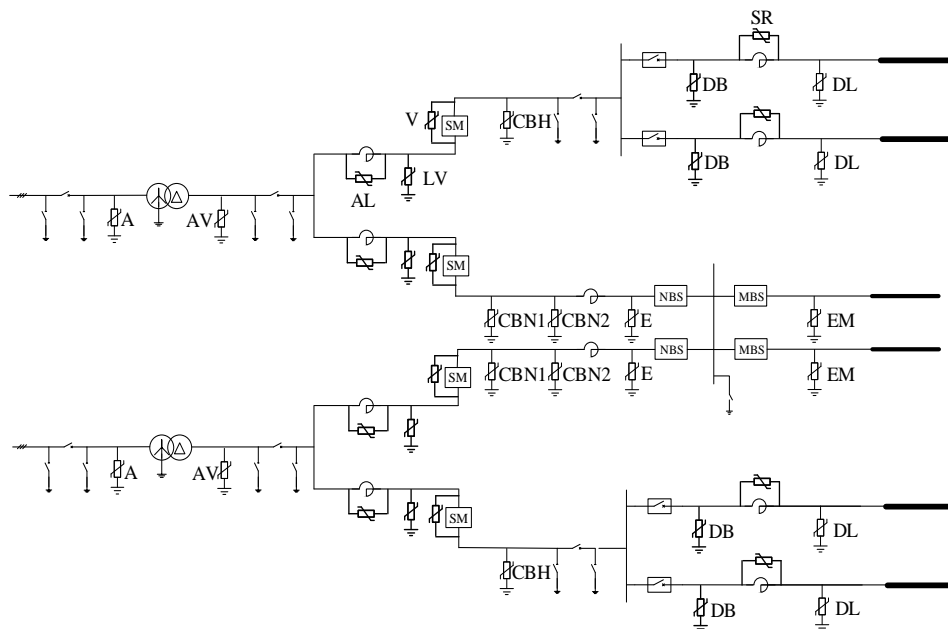 SR
DB
DL
V
SM
CBH
DB
DL
AL
LV
A
AV
SM
NBS
MBS
CBN1
CBN2
E
EM
NBS
MBS
SM
CBN1
CBN2
E
EM
A
AV
SM
DB
DL
CBH
DB
DL